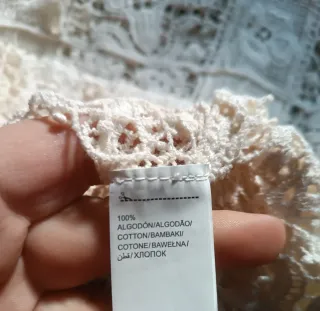 100%
ALGODÓN/ALGODÃO/
COTTON/BAMBAKI/
COTONE/BAWEŁNA/
قطن/ХЛОПОК